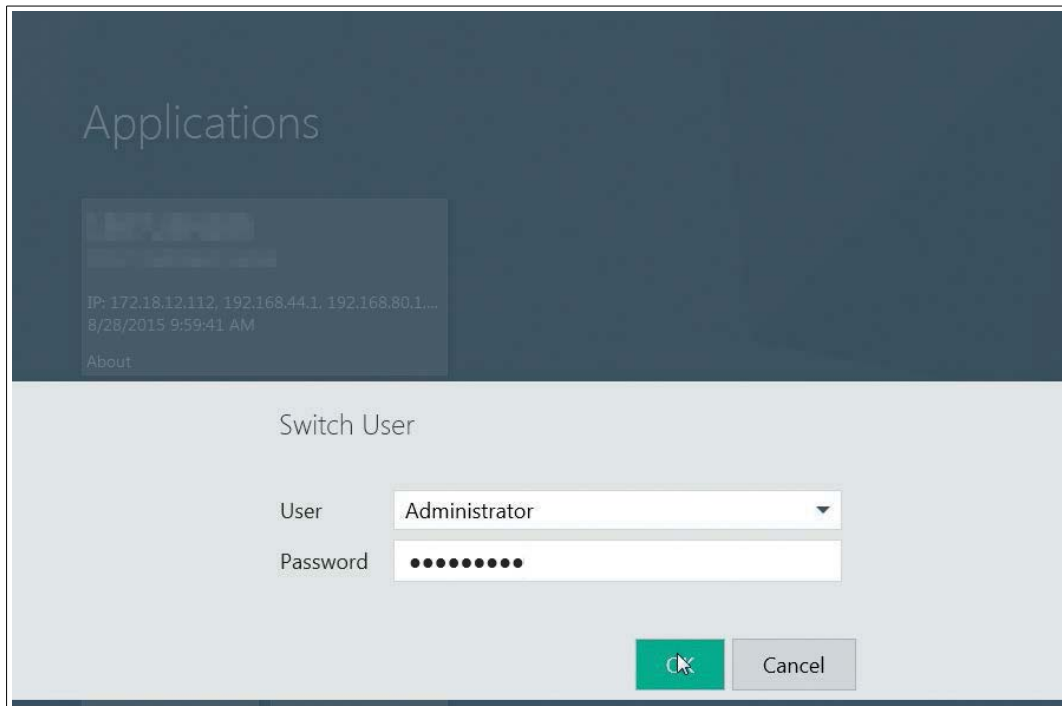 Applications
IP: 172.18.12.112, 192.168.44.1, 192.168.80.1,...
8/28/2015 9:59:41 AM
About
Switch User
User Administrator
Password •••••••••
OK Cancel